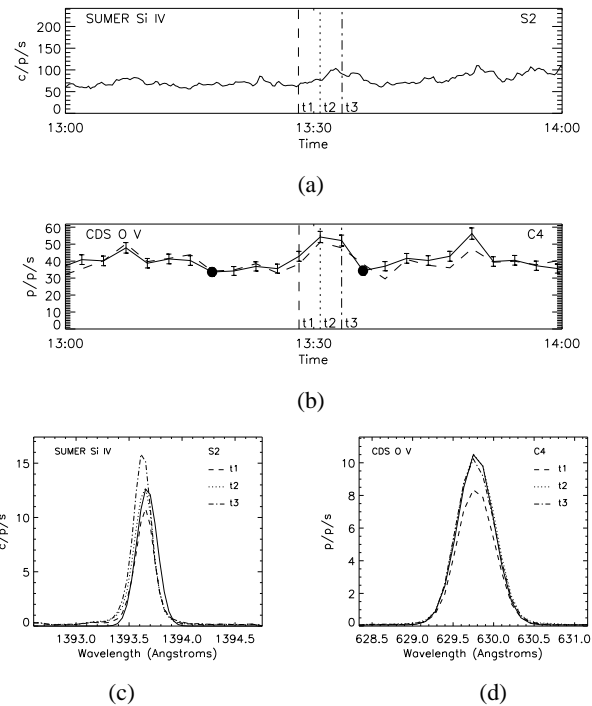 SUMER Si IV
S2
200
150
100
50
0
c/p/s
t1
t2
t3
13:00
13:30
14:00
Time
(a)
CDS O V
C4
60
50
40
30
20
10
0
p/p/s
t1
t2
t3
13:00
13:30
14:00
Time
(b)
SUMER Si IV
S2
t1
t2
t3
15
10
5
0
c/p/s
1393.0
1393.5
1394.0
1394.5
Wavelength (Angstroms)
(c)
CDS O V
C4
t1
t2
t3
10
8
6
4
2
0
p/p/s
628.5
629.0
629.5
630.0
630.5
631.0
Wavelength (Angstroms)
(d)